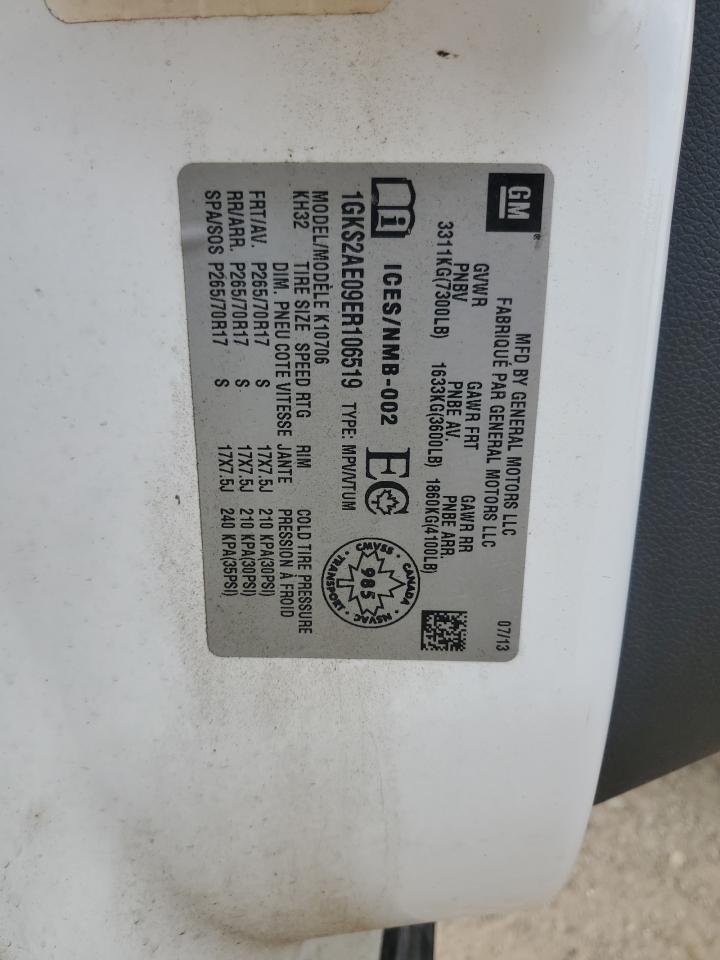 GM
MFD BY GENERAL MOTORS LLC
07/13
FABRIQUÉ PAR GENERAL MOTORS LLC
GVWR GAWR FRT GAWR RR
PNBV PNBE AV. PNBE ARR.
3311KG(7300LB) 1633KG(3600LB) 1860KG(4100LB)
i ICES/NMB-002 EC
CMVSS · CANADA · NSVAC · TRANSPORT ·
985
1GKS2AE09ER106519 TYPE: MPV/VTUM
MODEL/MODÈLE K10706
KH32 TIRE SIZE SPEED RTG RIM COLD TIRE PRESSURE
DIM. PNEU COTE VITESSE JANTE PRESSION À FROID
FRT/AV. P265/70R17 S 17X7.5J 210 KPA(30PSI)
RR/ARR. P265/70R17 S 17X7.5J 210 KPA(30PSI)
SPA/SOS P265/70R17 S 17X7.5J 240 KPA(35PSI)